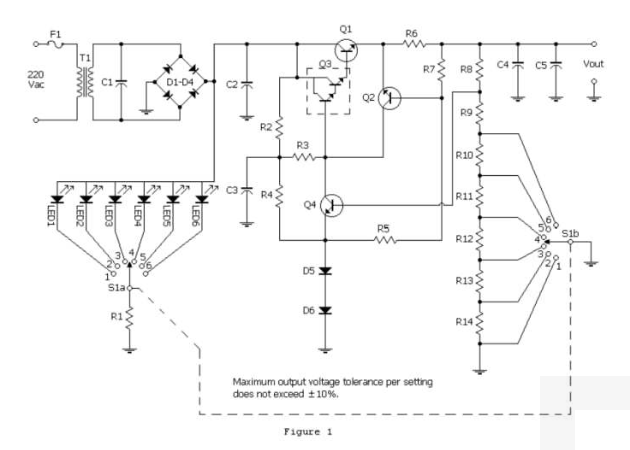 F1
220
Vac
T1
C1
D1-D4
C2
Q1
Q3
R6
R7
Q2
R8
C4
C5
Vout
R2
R9
R3
R10
C3
R4
Q4
R11
6
5
4
3
2
1
S1b
R5
R12
LED1
LED2
LED3
LED4
LED5
LED6
D5
R13
1
2
3
4
5
6
S1a
D6
R14
R1
Maximum output voltage tolerance per setting
does not exceed ±10%.
Figure 1